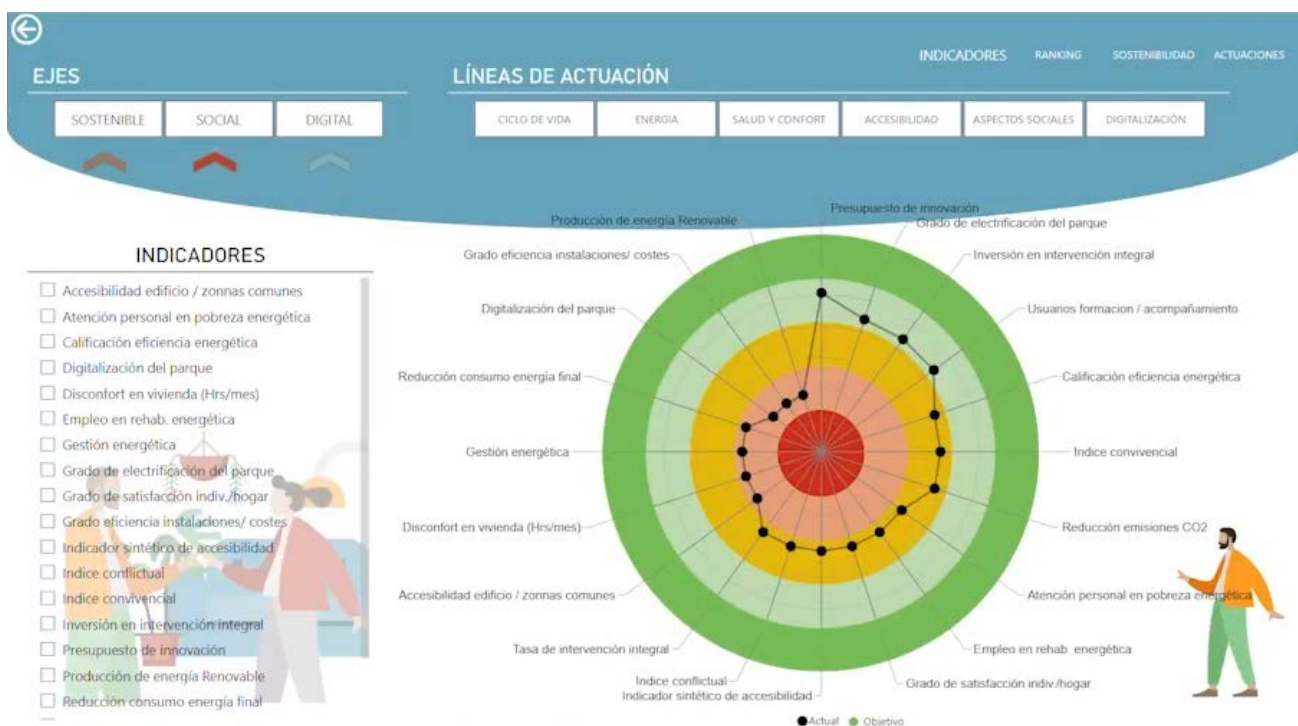 INDICADORES RANKING SOSTENIBILIDAD ACTUACIONES
EJES
LÍNEAS DE ACTUACIÓN
SOSTENIBLE SOCIAL DIGITAL
CICLO DE VIDA ENERGIA SALUD Y CONFORT ACCESIBILIDAD ASPECTOS SOCIALES DIGITALIZACIÓN
INDICADORES
Accesibilidad edificio / zonnas comunes
Atención personal en pobreza energética
Calificación eficiencia energética
Digitalización del parque
Disconfort en vivienda (Hrs/mes)
Empleo en rehab. energética
Gestión energética
Grado de electrificación del parque
Grado de satisfacción indiv./hogar
Grado eficiencia instalaciones/ costes
Indicador sintético de accesibilidad
Indice conflictual
Indice convivencial
Inversión en intervención integral
Presupuesto de innovación
Producción de energía Renovable
Reducción consumo energía final
Presupuesto de innovación
Grado de electrificación del parque
Inversión en intervención integral
Usuarios formacion / acompañamiento
Calificación eficiencia energética
Indice convivencial
Reducción emisiones CO2
Atención personal en pobreza energética
Empleo en rehab. energética
Grado de satisfacción indiv./hogar
Indicador sintético de accesibilidad
Indice conflictual
Tasa de intervención integral
Accesibilidad edificio / zonnas comunes
Disconfort en vivienda (Hrs/mes)
Gestión energética
Reducción consumo energía final
Digitalización del parque
Grado eficiencia instalaciones/ costes
Producción de energía Renovable
Actual Objetivo